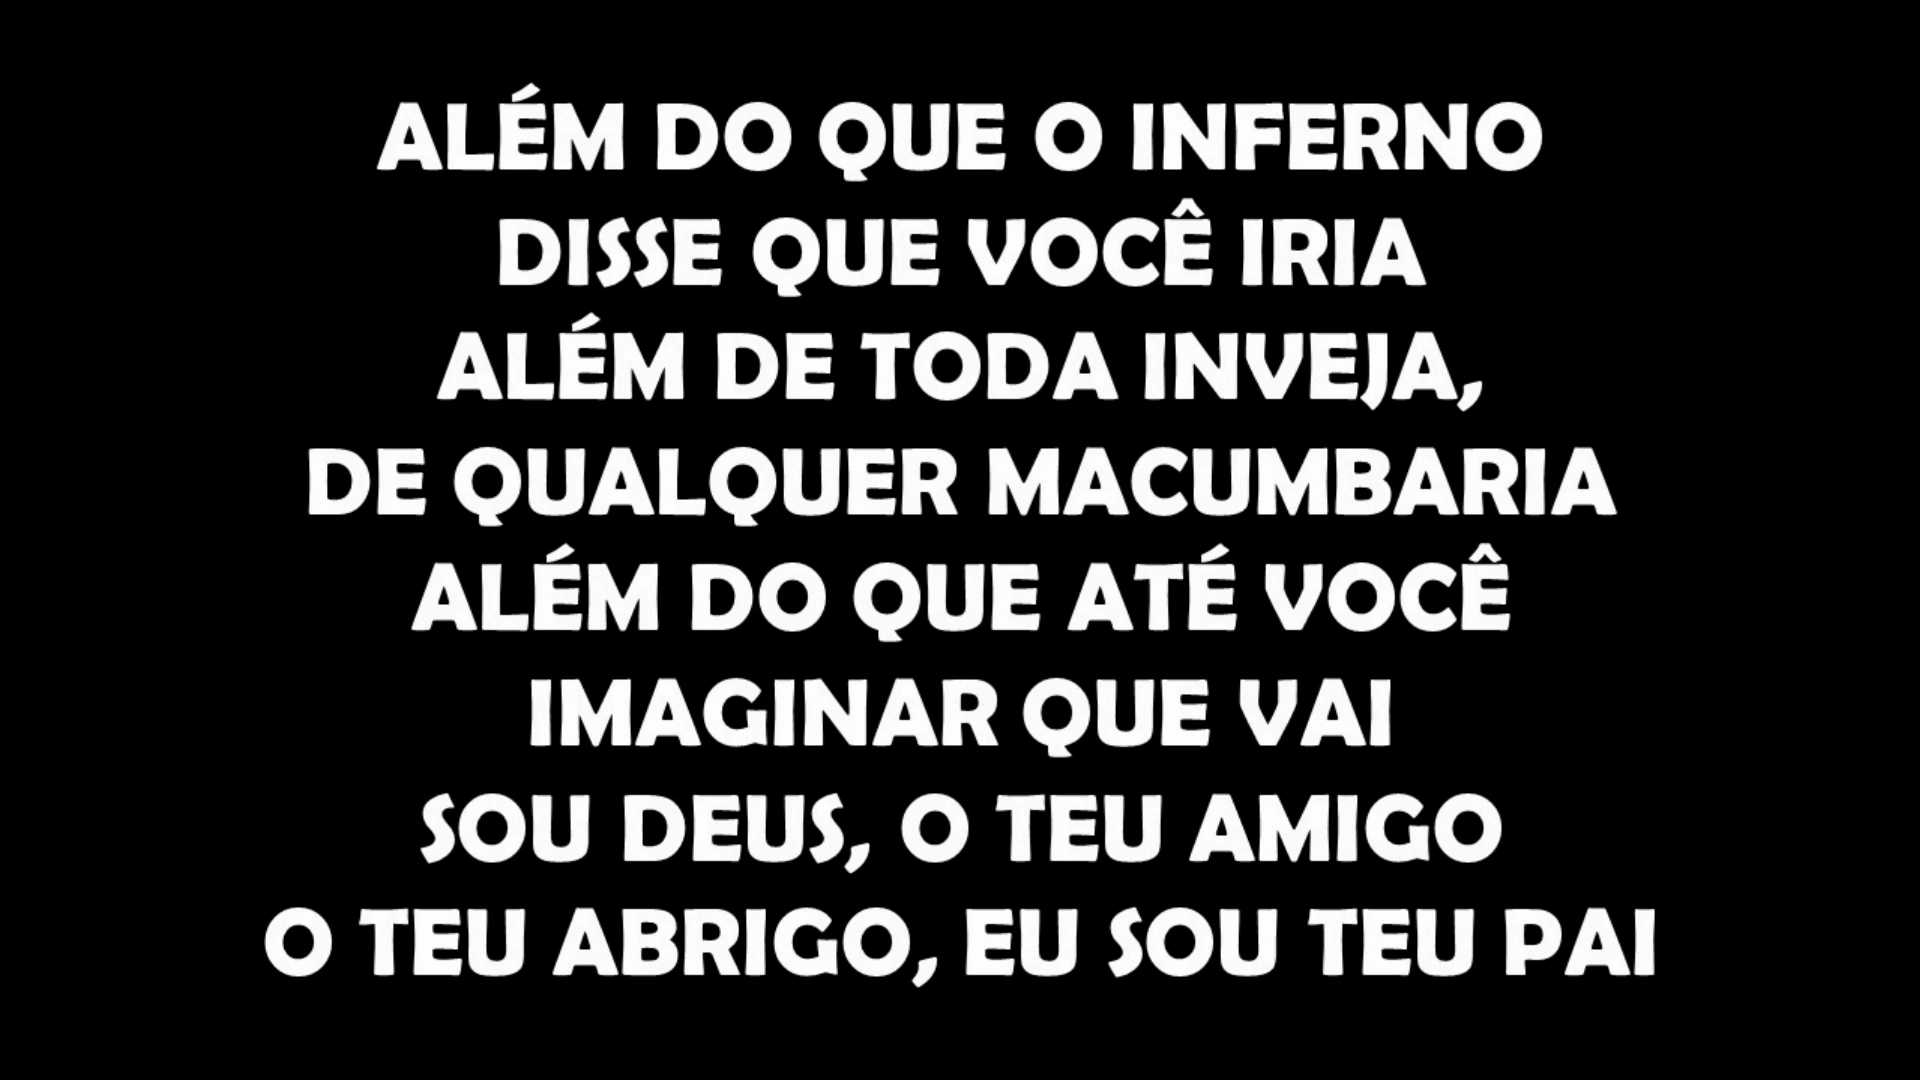 ALÉM DO QUE O INFERNO
DISSE QUE VOCÊ IRIA
ALÉM DE TODA INVEJA,
DE QUALQUER MACUMBARIA
ALÉM DO QUE ATÉ VOCÊ
IMAGINAR QUE VAI
SOU DEUS, O TEU AMIGO
O TEU ABRIGO, EU SOU TEU PAI